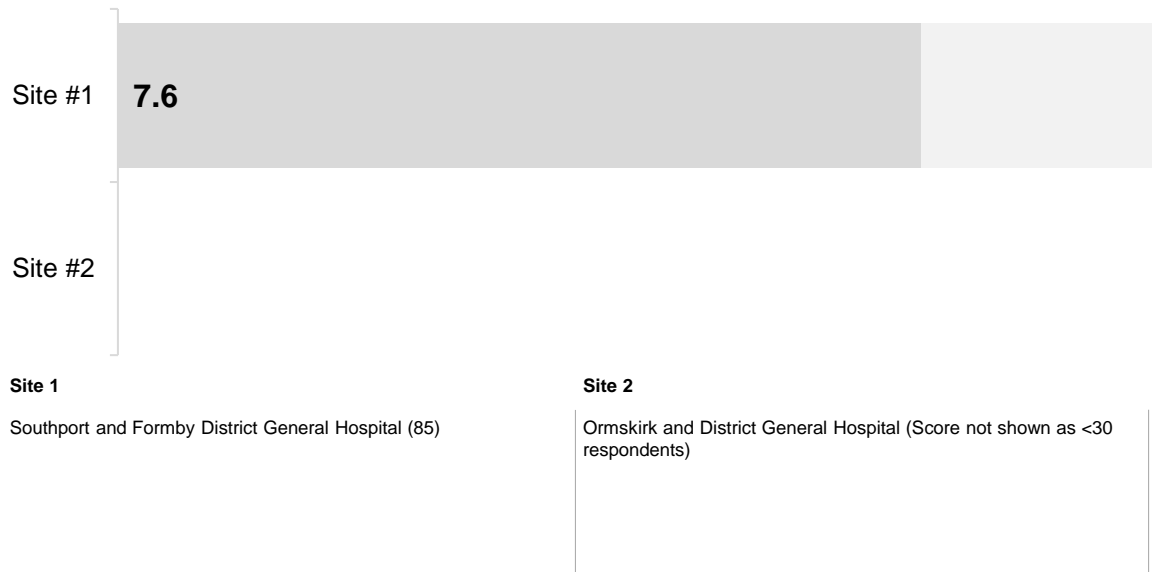 Site #1
7.6
Site #2
Site 1
Southport and Formby District General Hospital (85)
Site 2
Ormskirk and District General Hospital (Score not shown as <30
respondents)